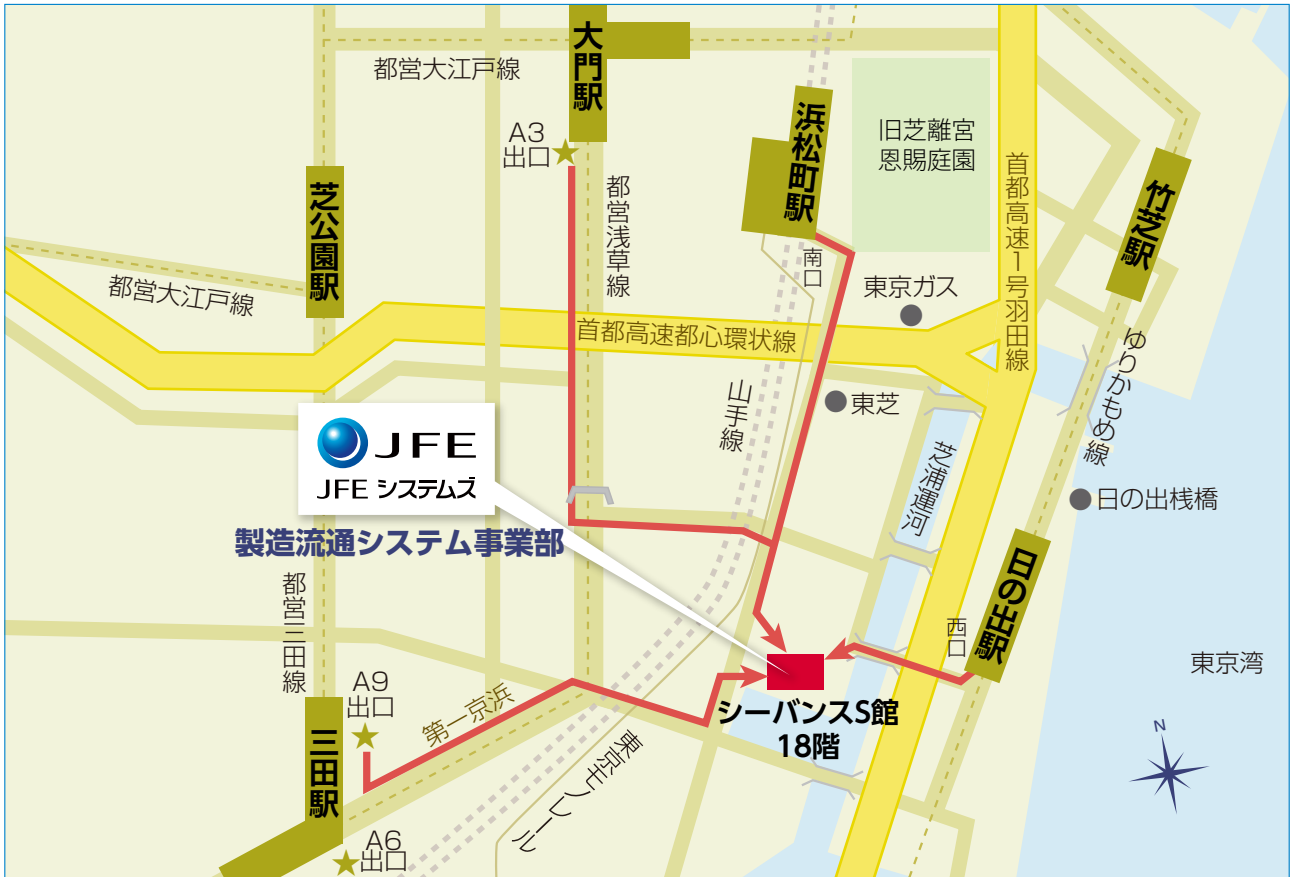 大門駅
都営大江戸線
A3
出口
浜松町駅
旧芝離宮
恩賜庭園
首都高速1号羽田線
竹芝駅
芝公園駅
都営浅草線
南口
東京ガス
都営大江戸線
首都高速都心環状線
ゆりかもめ線
山手線
東芝
JFE
JFE システムズ
製造流通システム事業部
芝浦運河
日の出桟橋
日の出駅
都営三田線
西口
東京湾
A9
出口
第一京浜
シーバンスS館
18階
三田駅
東京モノレール
N
A6
出口